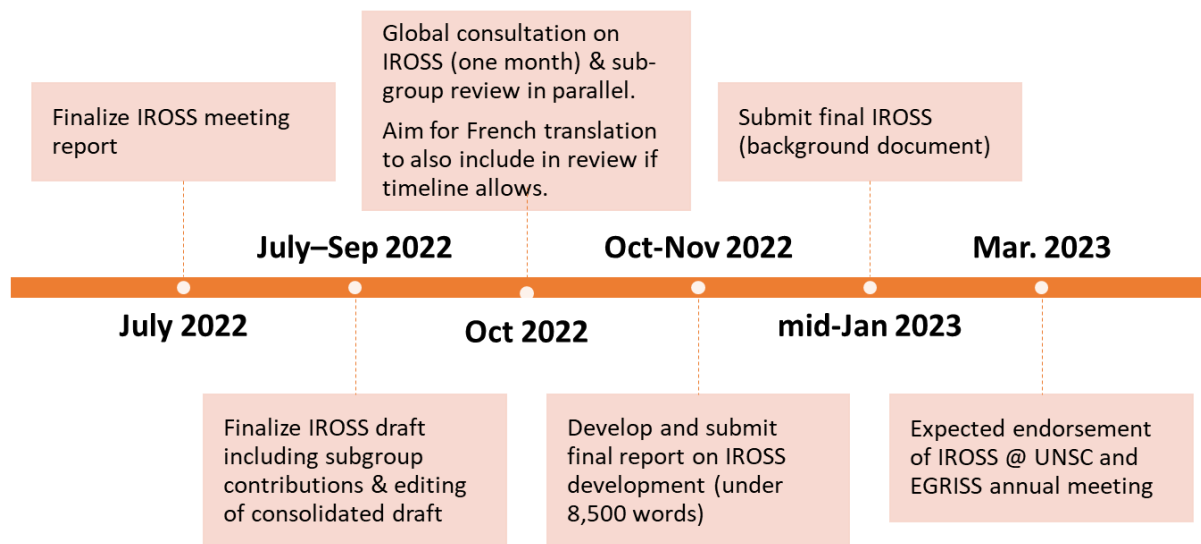 Global consultation on
IROSS (one month) & sub-
group review in parallel.
Aim for French translation
to also include in review if
timeline allows.
Finalize IROSS meeting
report
Submit final IROSS
(background document)
July–Sep 2022
Oct-Nov 2022
Mar. 2023
July 2022
Oct 2022
mid-Jan 2023
Finalize IROSS draft
including subgroup
contributions & editing
of consolidated draft
Develop and submit
final report on IROSS
development (under
8,500 words)
Expected endorsement
of IROSS @ UNSC and
EGRISS annual meeting